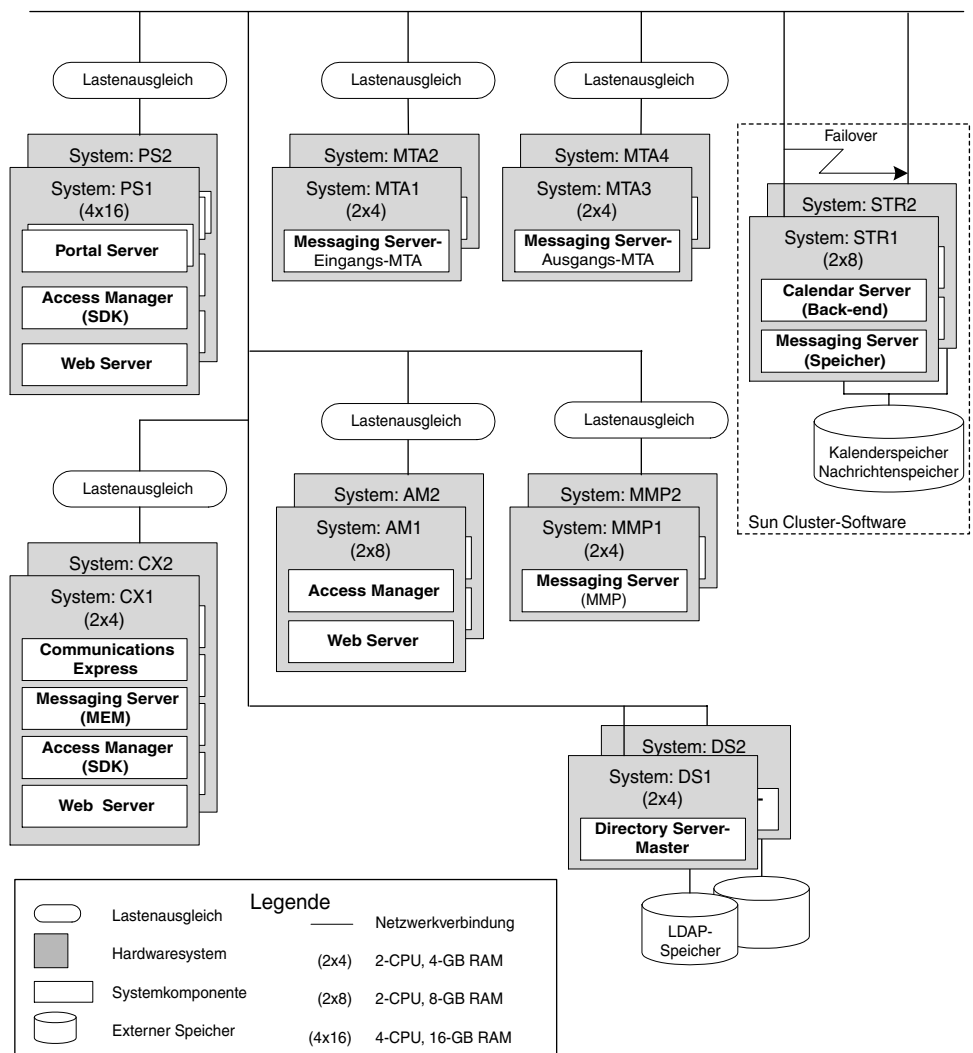 Lastenausgleich
Lastenausgleich
Lastenausgleich
System: PS2
System: PS1
(4x16)
Portal Server
Access Manager
(SDK)
Web Server
System: MTA2
System: MTA1
(2x4)
Messaging Server-
Eingangs-MTA
System: MTA4
System: MTA3
(2x4)
Messaging Server-
Ausgangs-MTA
Failover
System: STR2
System: STR1
(2x8)
Calendar Server
(Back-end)
Messaging Server
(Speicher)
Kalenderspeicher
Nachrichtenspeicher
Sun Cluster-Software
Lastenausgleich
Lastenausgleich
Lastenausgleich
System: CX2
System: CX1
(2x4)
Communications
Express
Messaging Server
(MEM)
Access Manager
(SDK)
Web Server
System: AM2
System: AM1
(2x8)
Access Manager
Web Server
System: MMP2
System: MMP1
(2x4)
Messaging Server
(MMP)
System: DS2
System: DS1
(2x4)
Directory Server-
Master
LDAP-
Speicher
Legende
Lastenausgleich
Netzwerkverbindung
Hardwaresystem
(2x4) 2-CPU, 4-GB RAM
Systemkomponente
(2x8) 2-CPU, 8-GB RAM
Externer Speicher
(4x16) 4-CPU, 16-GB RAM